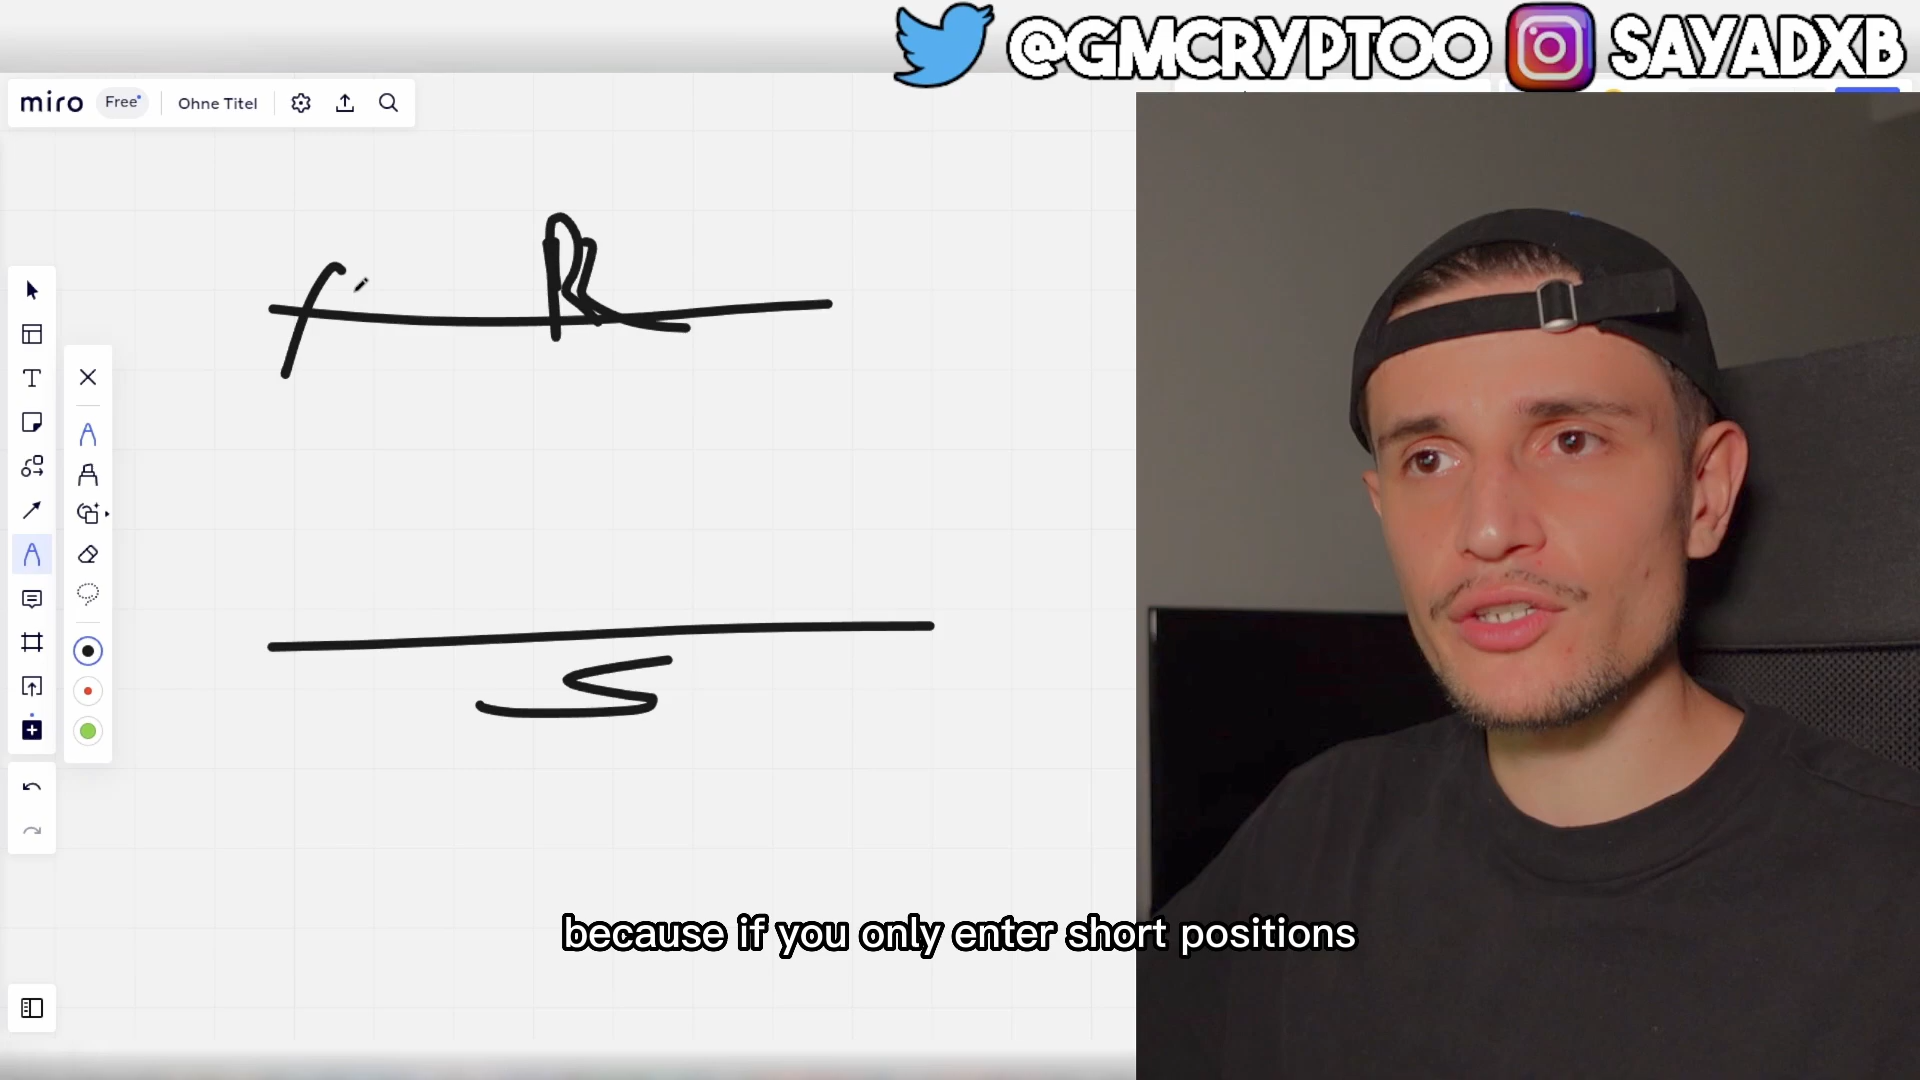 @GMCRYPTOO SAYADXB
miro Free Ohne Titel
R
S
because if you only enter short positions